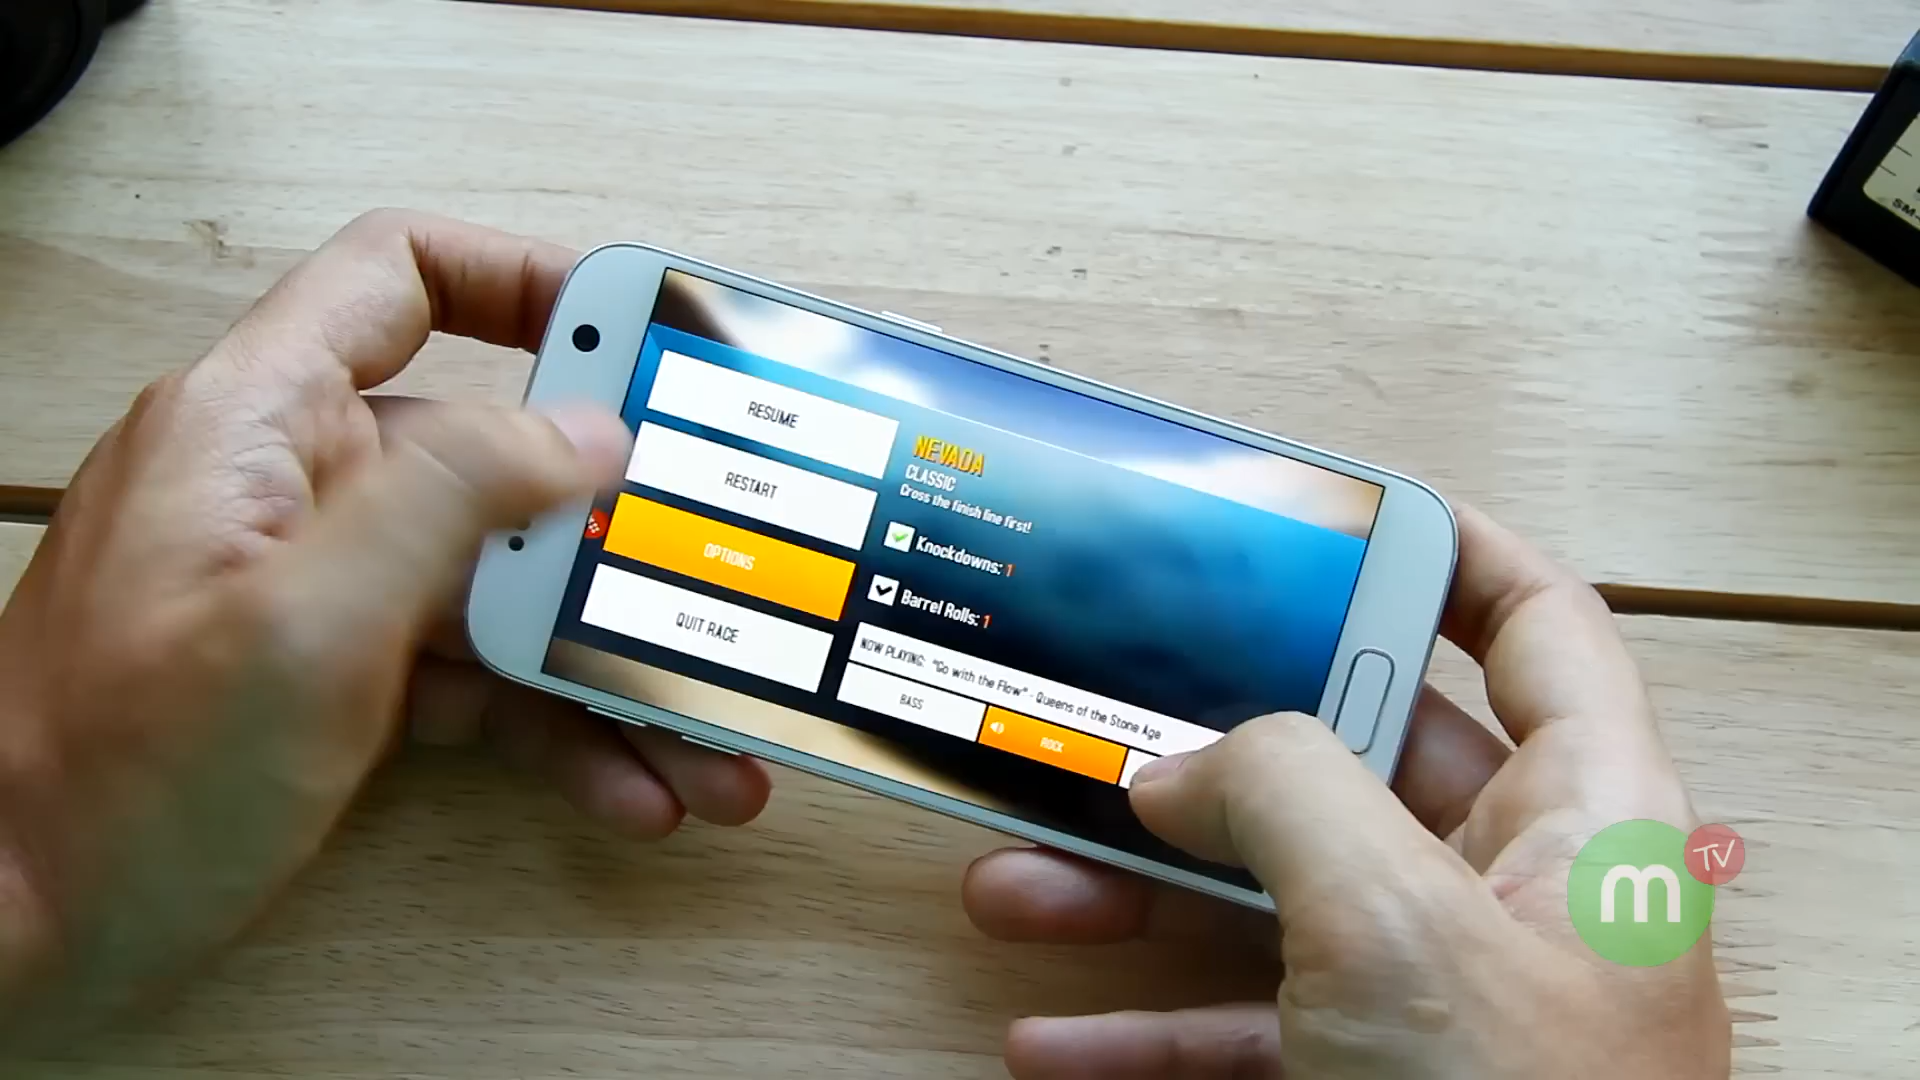 RESUME
RESTART
OPTIONS
QUIT RACE
NEVADA
CLASSIC
Cross the finish line first!
Knockdowns: 1
Barrel Rolls: 1
NOW PLAYING: "Go with the Flow" - Queens of the Stone Age
BASS
ROCK
m TV
SM-